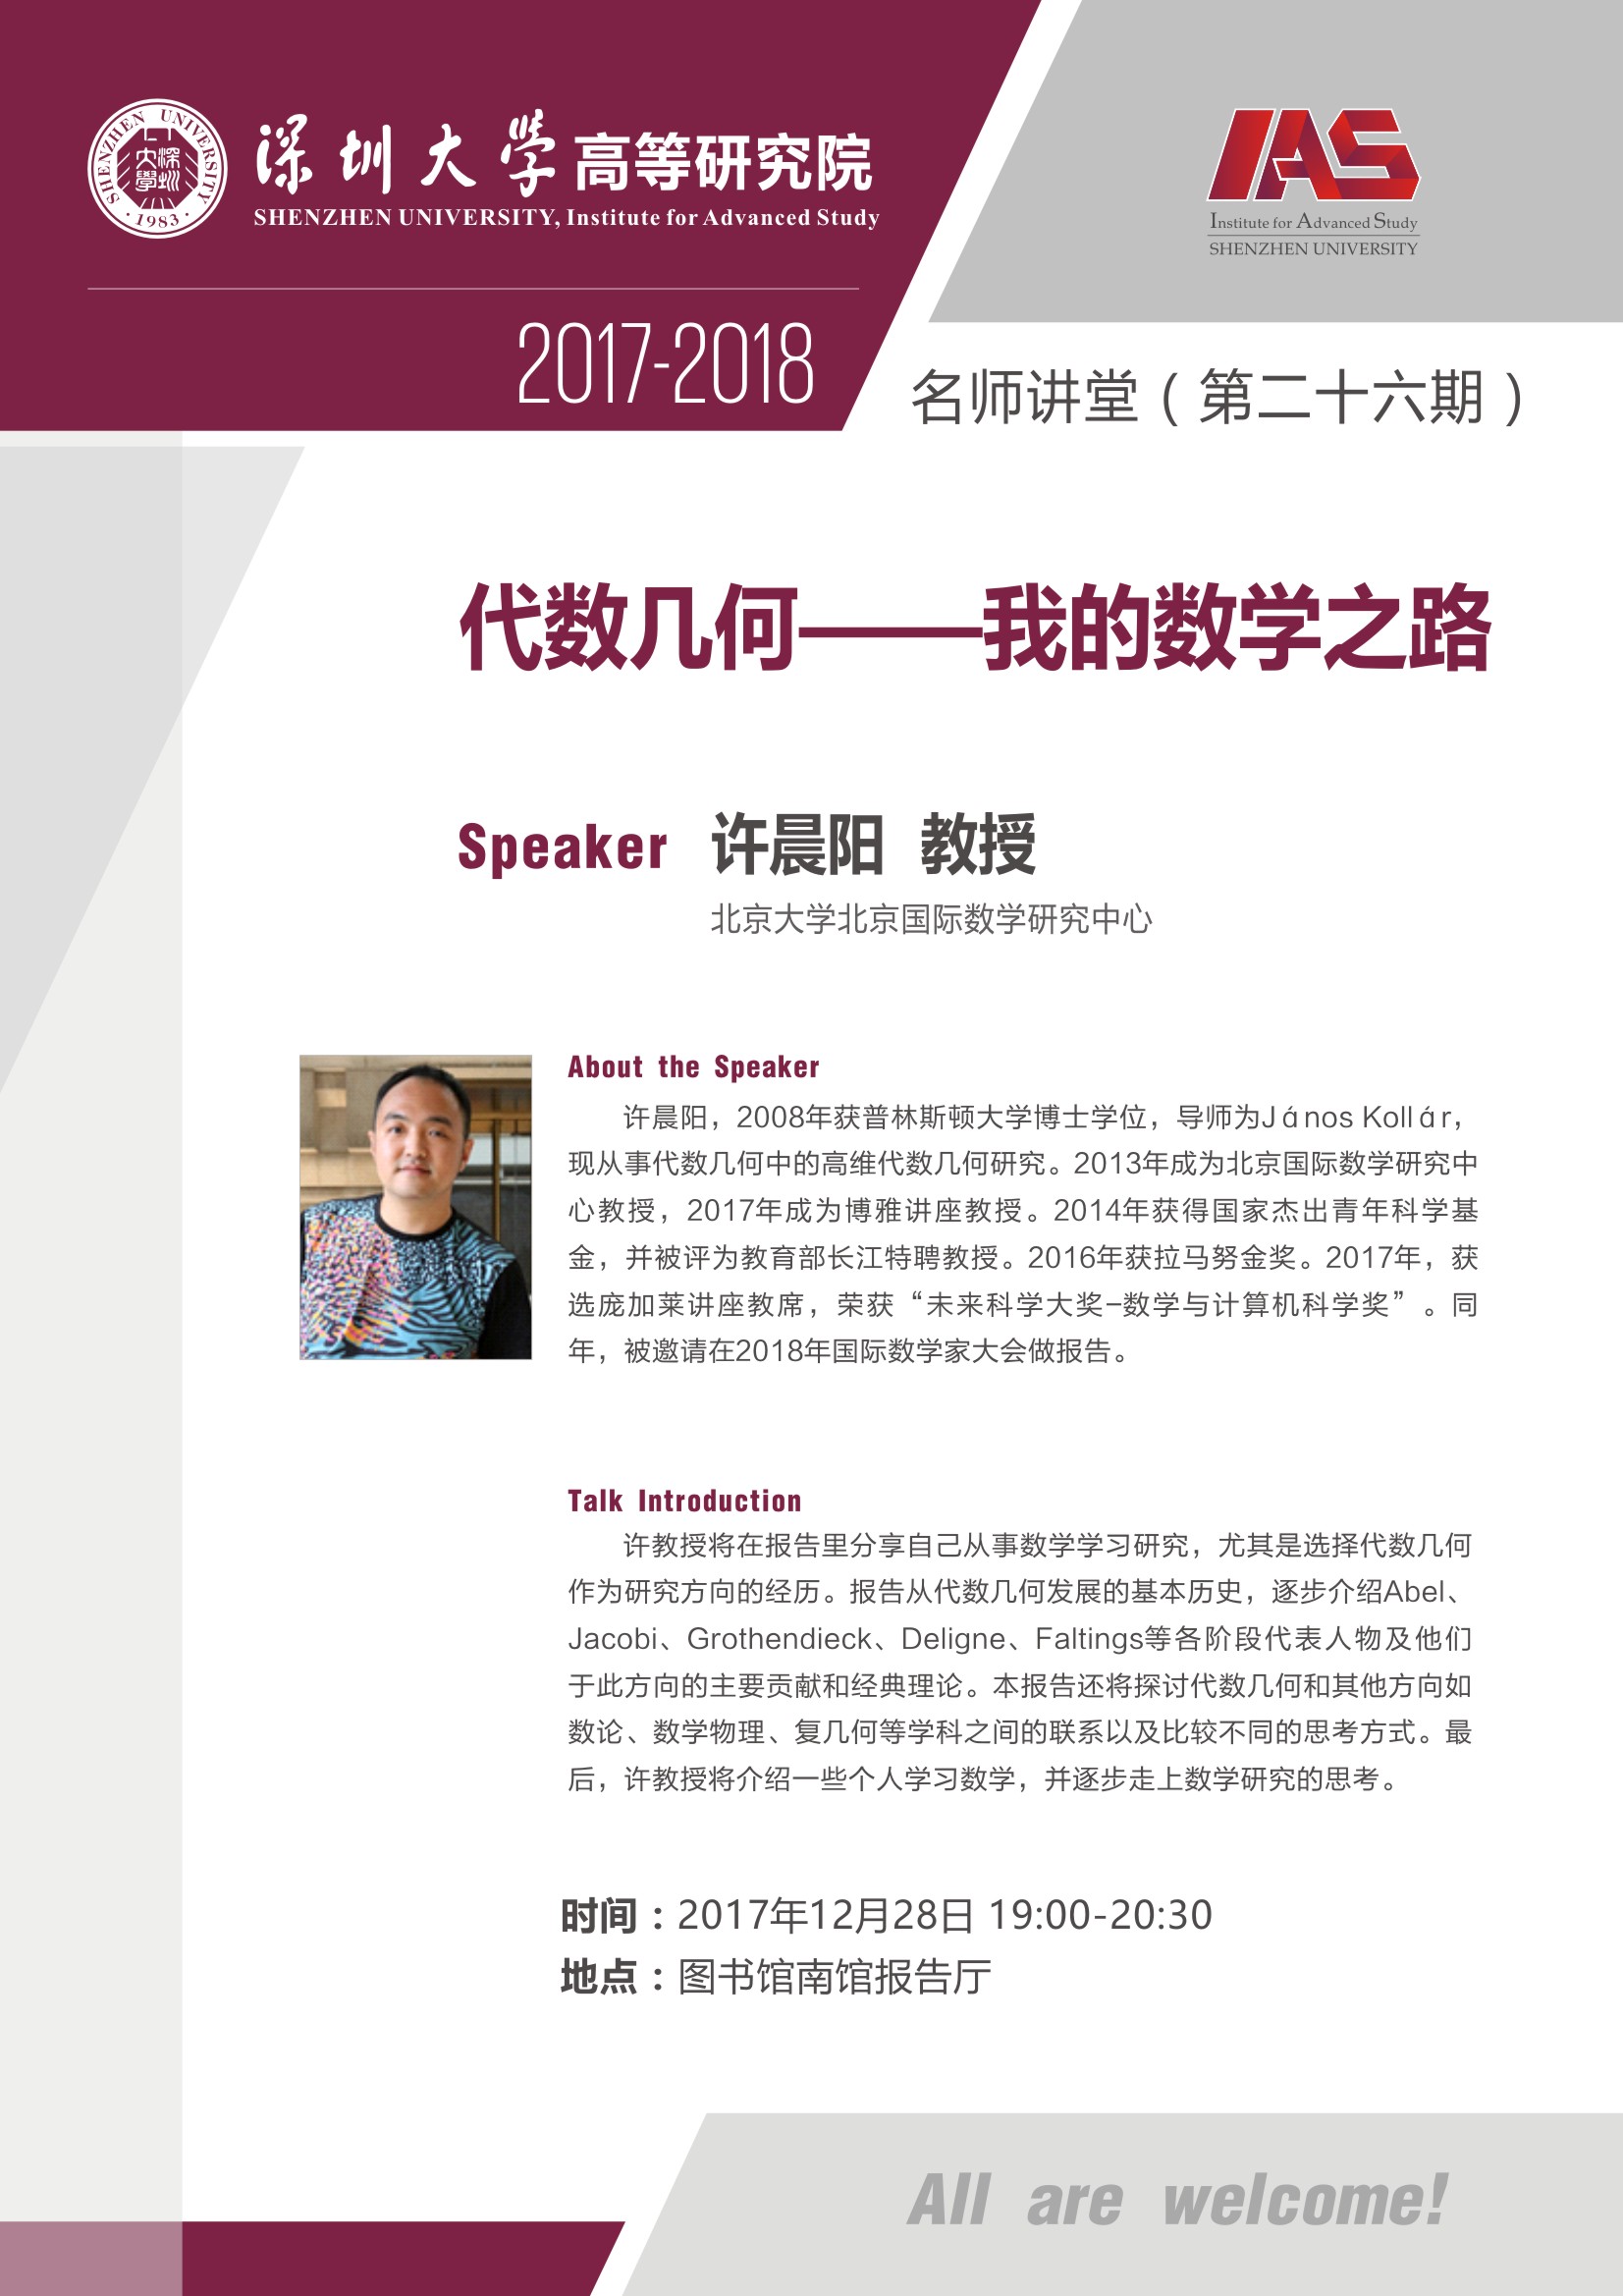 SHENZHEN UNIVERSITY
深圳大學
·1983·
深圳大学高等研究院
SHENZHEN UNIVERSITY, Institute for Advanced Study
IAS
Institute for Advanced Study
SHENZHEN UNIVERSITY
2017-2018
名师讲堂（第二十六期）
代数几何——我的数学之路
Speaker 许晨阳 教授
北京大学北京国际数学研究中心
About the Speaker
许晨阳，2008年获普林斯顿大学博士学位，导师为János Kollár，
现从事代数几何中的高维代数几何研究。2013年成为北京国际数学研究中
心教授，2017年成为博雅讲座教授。2014年获得国家杰出青年科学基
金，并被评为教育部长江特聘教授。2016年获拉马努金奖。2017年，获
选庞加莱讲座教席，荣获“未来科学大奖–数学与计算机科学奖”。同
年，被邀请在2018年国际数学家大会做报告。
Talk Introduction
许教授将在报告里分享自己从事数学学习研究，尤其是选择代数几何
作为研究方向的经历。报告从代数几何发展的基本历史，逐步介绍Abel、
Jacobi、Grothendieck、Deligne、Faltings等各阶段代表人物及他们
于此方向的主要贡献和经典理论。本报告还将探讨代数几何和其他方向如
数论、数学物理、复几何等学科之间的联系以及比较不同的思考方式。最
后，许教授将介绍一些个人学习数学，并逐步走上数学研究的思考。
时间：2017年12月28日 19:00-20:30
地点：图书馆南馆报告厅
All are welcome!